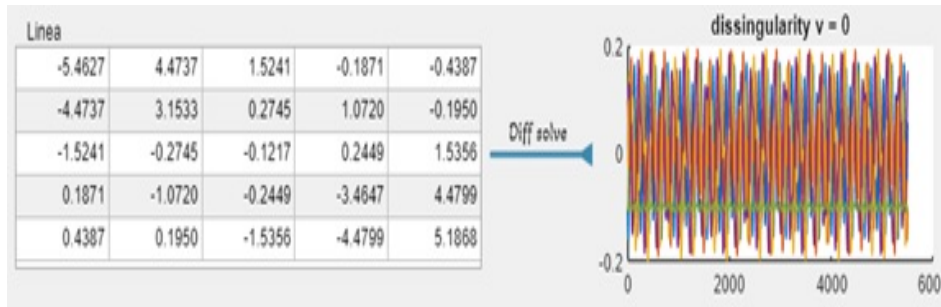 Linea
-5.4627 4.4737 1.5241 -0.1871 -0.4387
-4.4737 3.1533 0.2745 1.0720 -0.1950
-1.5241 -0.2745 -0.1217 0.2449 1.5356
0.1871 -1.0720 -0.2449 -3.4647 4.4799
0.4387 0.1950 -1.5356 -4.4799 5.1868
Diff solve
dissingularity v = 0
0.2
0
-0.2
0 2000 4000 600